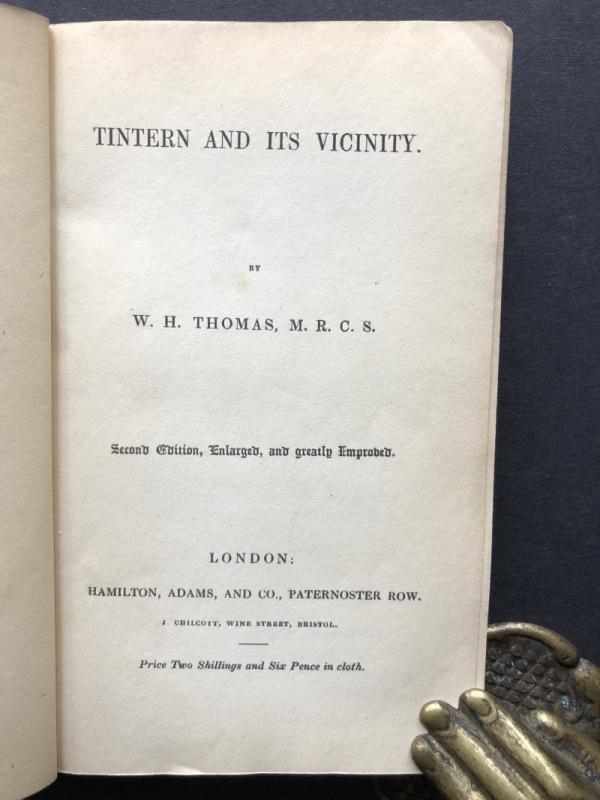 TINTERN AND ITS VICINITY.
BY
W. H. THOMAS, M. R. C. S.
Second Edition, Enlarged, and greatly Improved.
LONDON:
HAMILTON, ADAMS, AND CO., PATERNOSTER ROW.
J CHILCOTT, WINE STREET, BRISTOL.
Price Two Shillings and Six Pence in cloth.